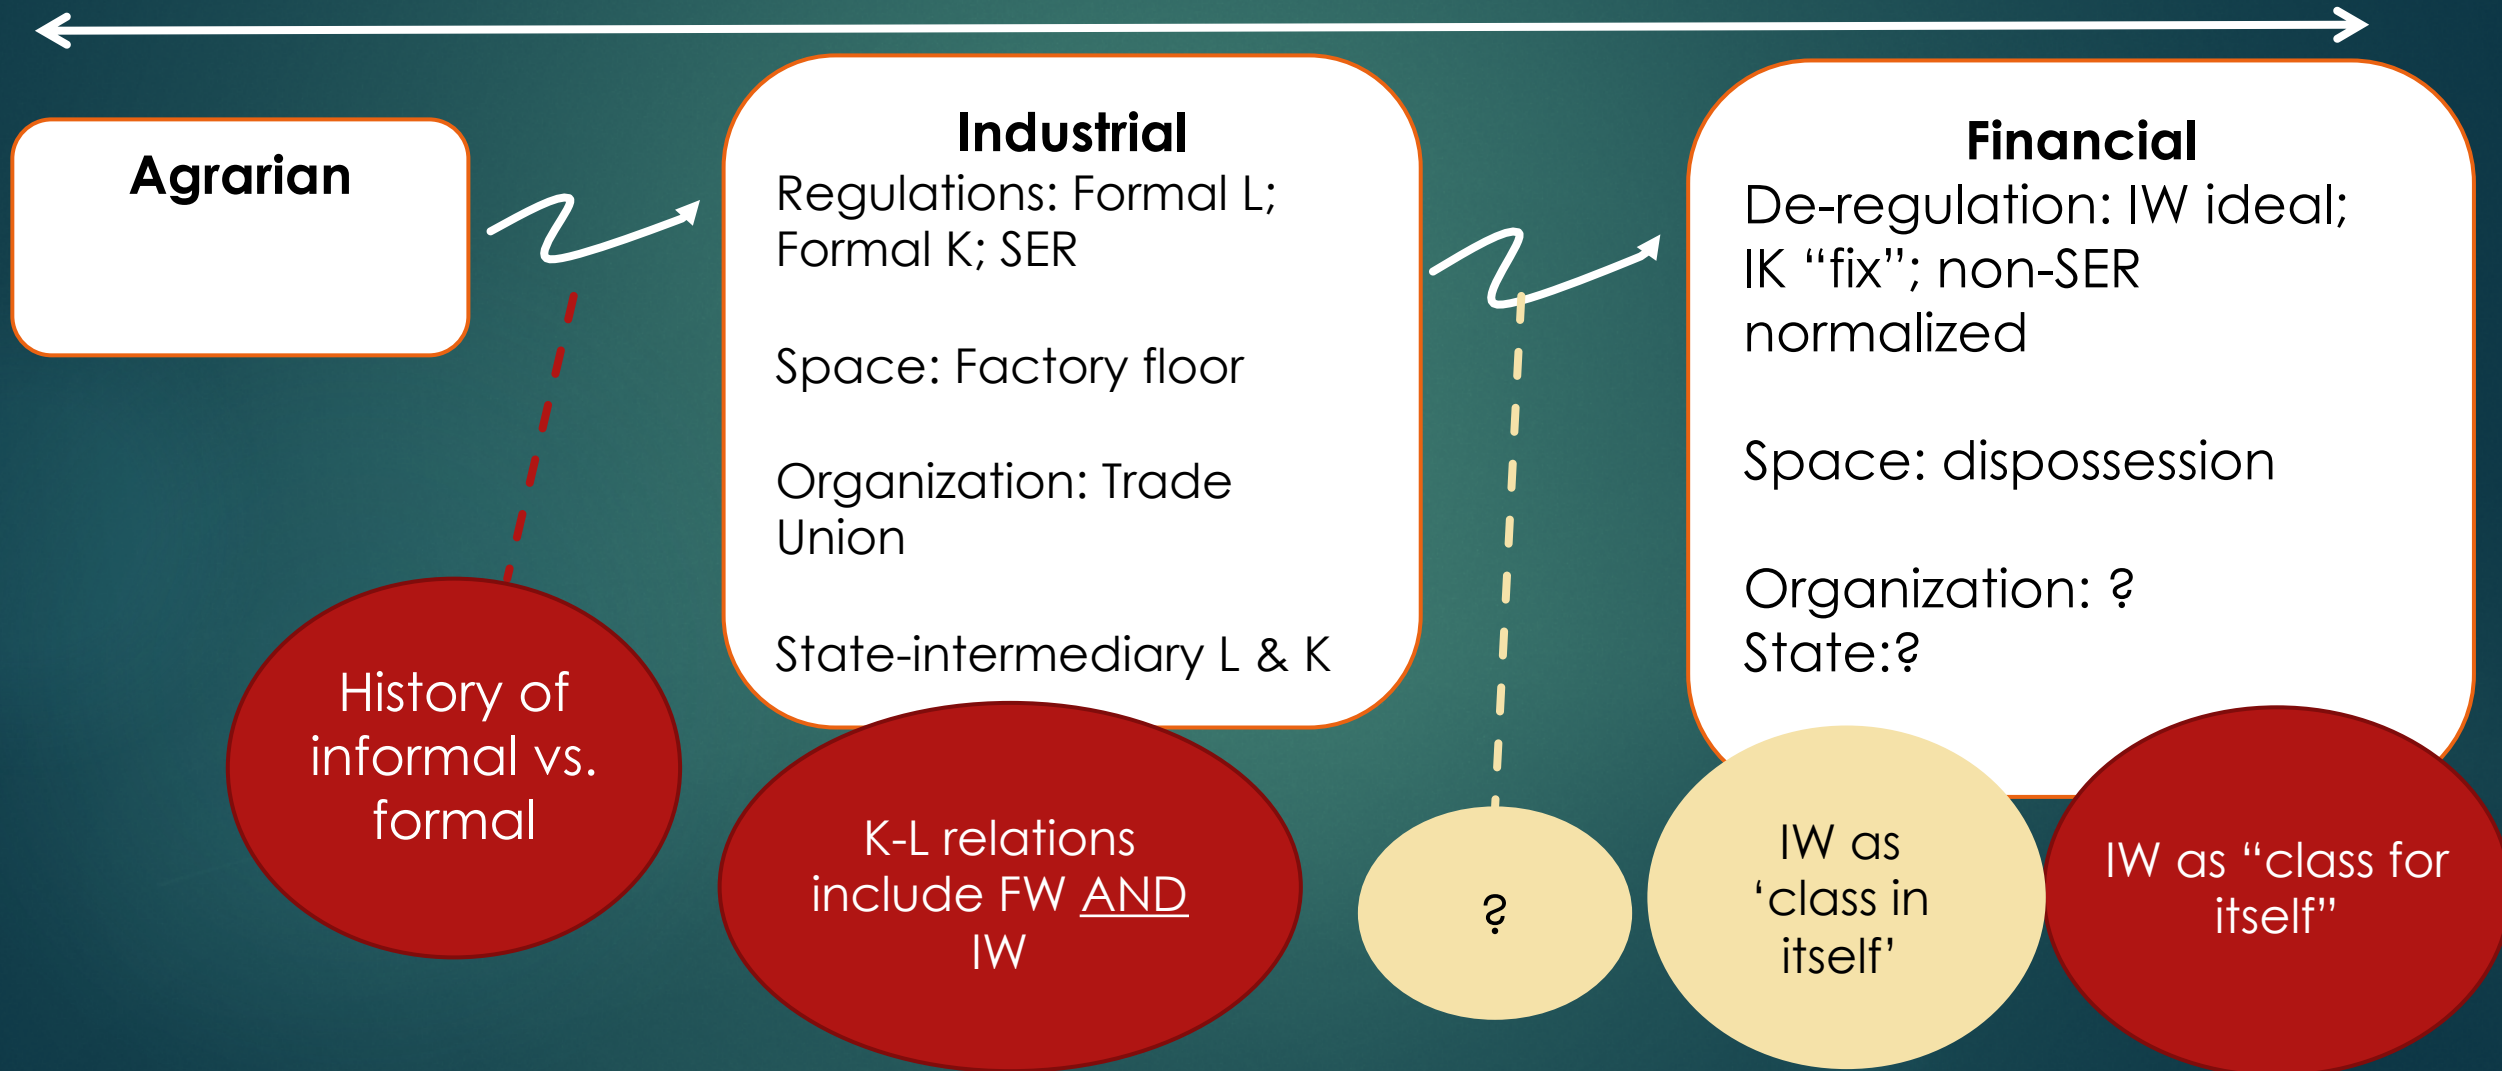 Agrarian
Industrial
Regulations: Formal L;
Formal K; SER
Space: Factory floor
Organization: Trade
Union
State-intermediary L & K
Financial
De-regulation: IW ideal;
IK “fix”; non-SER
normalized
Space: dispossession
Organization: ?
State:?
History of
informal vs.
formal
K-L relations
include FW AND
IW
?
IW as
‘class in
itself’
IW as “class for
itself”